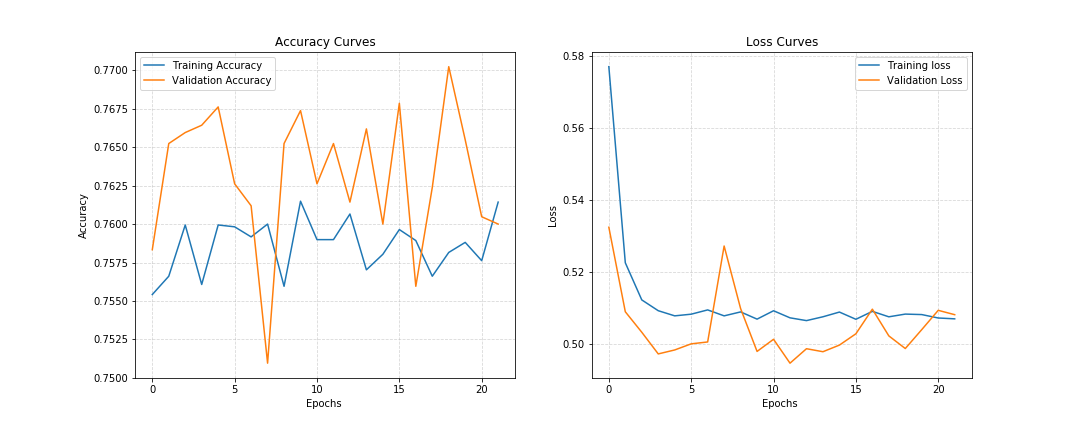 Accuracy Curves
Training Accuracy
Validation Accuracy
0.7700
0.7675
0.7650
0.7625
0.7600
0.7575
0.7550
0.7525
0.7500
Accuracy
0 5 10 15 20
Epochs
Loss Curves
Training loss
Validation Loss
0.58
0.56
0.54
0.52
0.50
Loss
0 5 10 15 20
Epochs